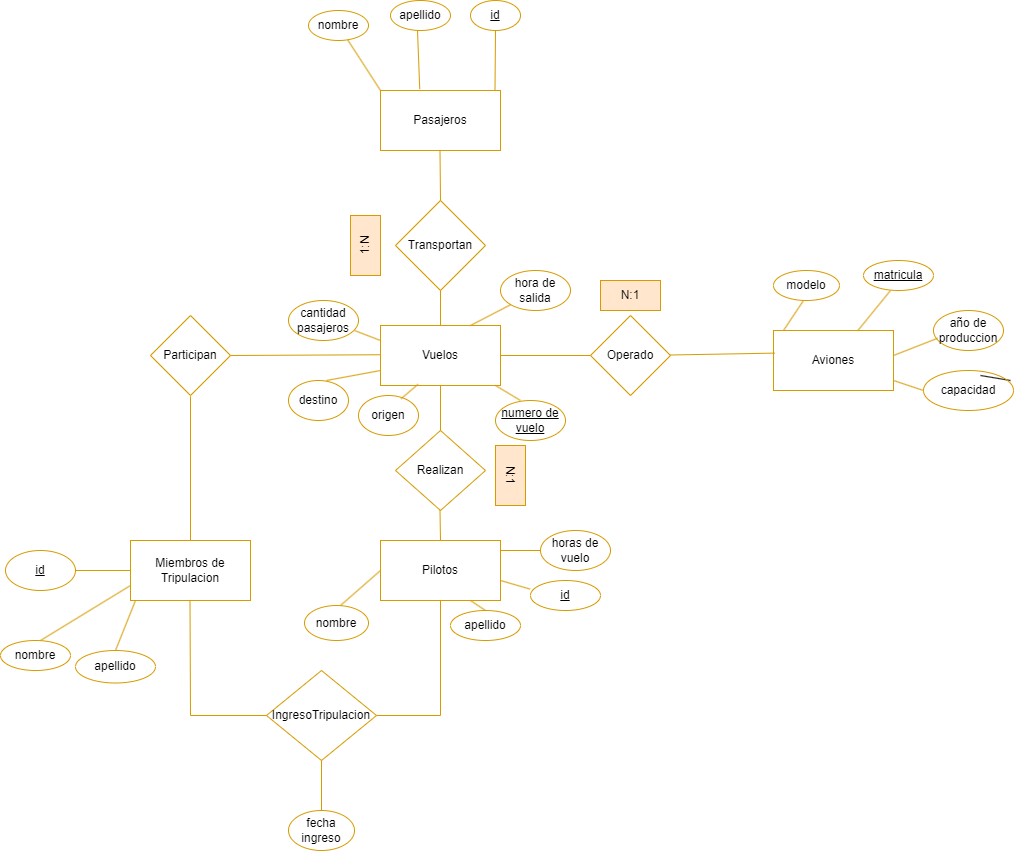 apellido
id
nombre
Pasajeros
N:1
Transportan
hora de
salida
cantidad
pasajeros
N:1
modelo
matricula
año de
produccion
Participan
Vuelos
Operado
Aviones
capacidad
destino
origen
numero de
vuelo
Realizan
N:1
horas de
vuelo
id
Miembros de
Tripulacion
Pilotos
id
nombre
apellido
nombre
apellido
IngresoTripulacion
fecha
ingreso